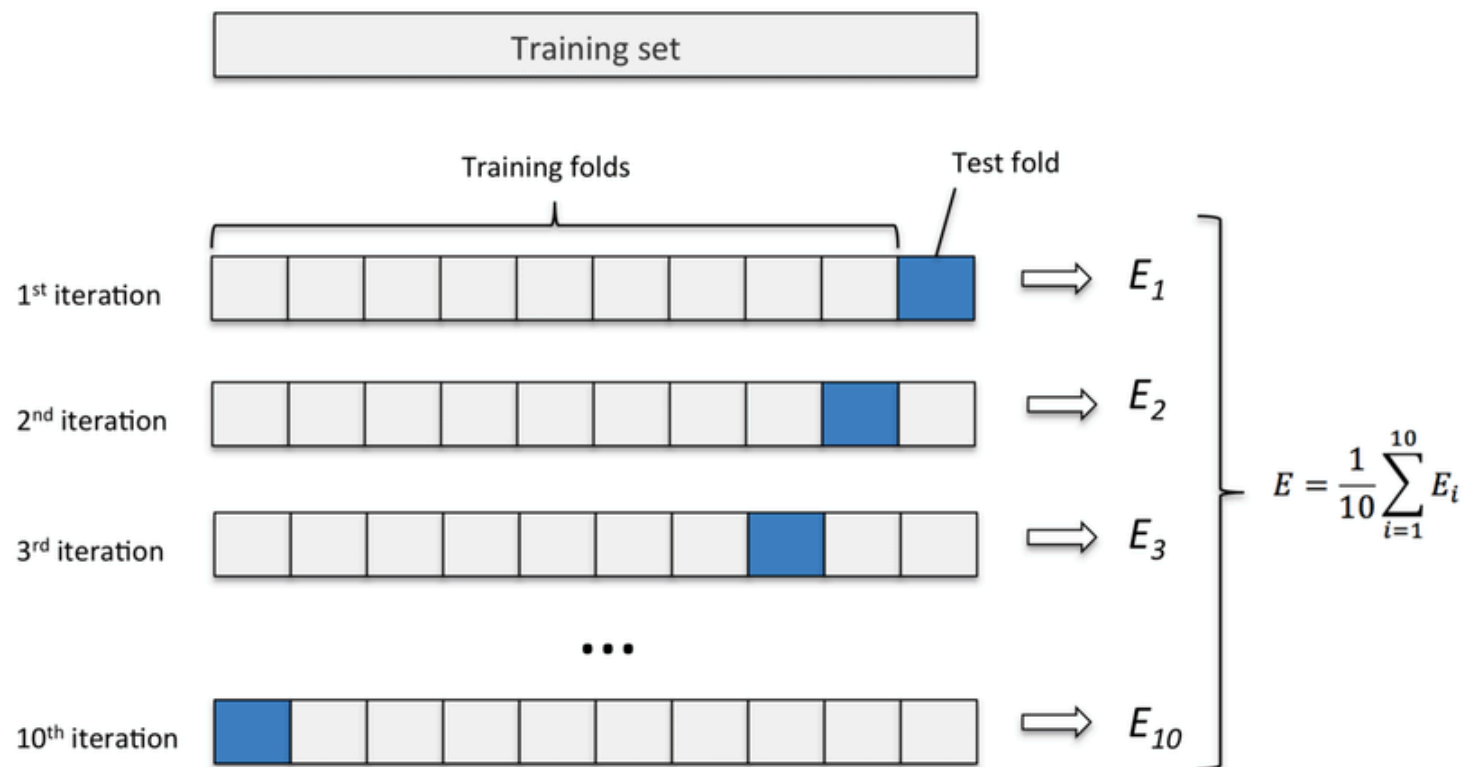 Training set
Training folds
Test fold
1st iteration
E1
2nd iteration
E2
3rd iteration
E3
...
10th iteration
E10
E = 1/10 ∑_{i=1}^{10} E_i